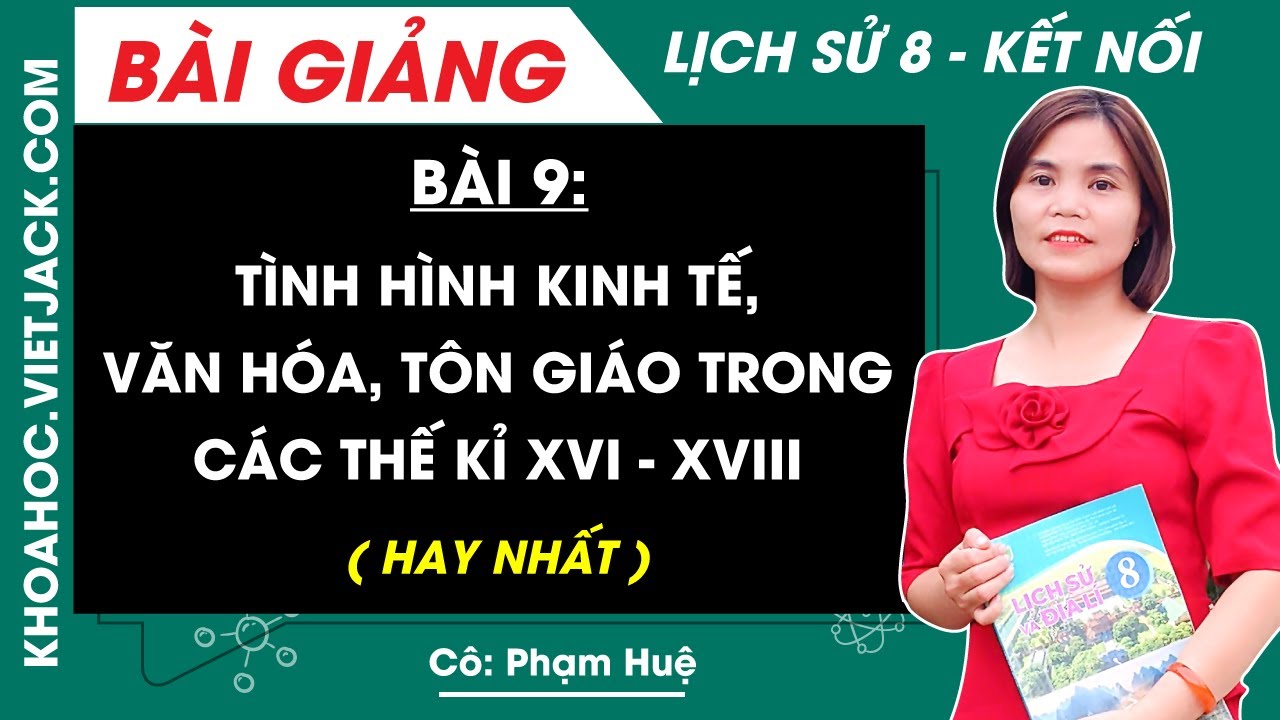 BÀI GIẢNG
LỊCH SỬ 8 - KẾT NỐI
KHOAHOC.VIETJACK.COM
BÀI 9:
TÌNH HÌNH KINH TẾ,
VĂN HÓA, TÔN GIÁO TRONG
CÁC THẾ KỈ XVI - XVIII
( HAY NHẤT )
Cô: Phạm Huệ
LỊCH SỬ
VÀ ĐỊA LÍ
8